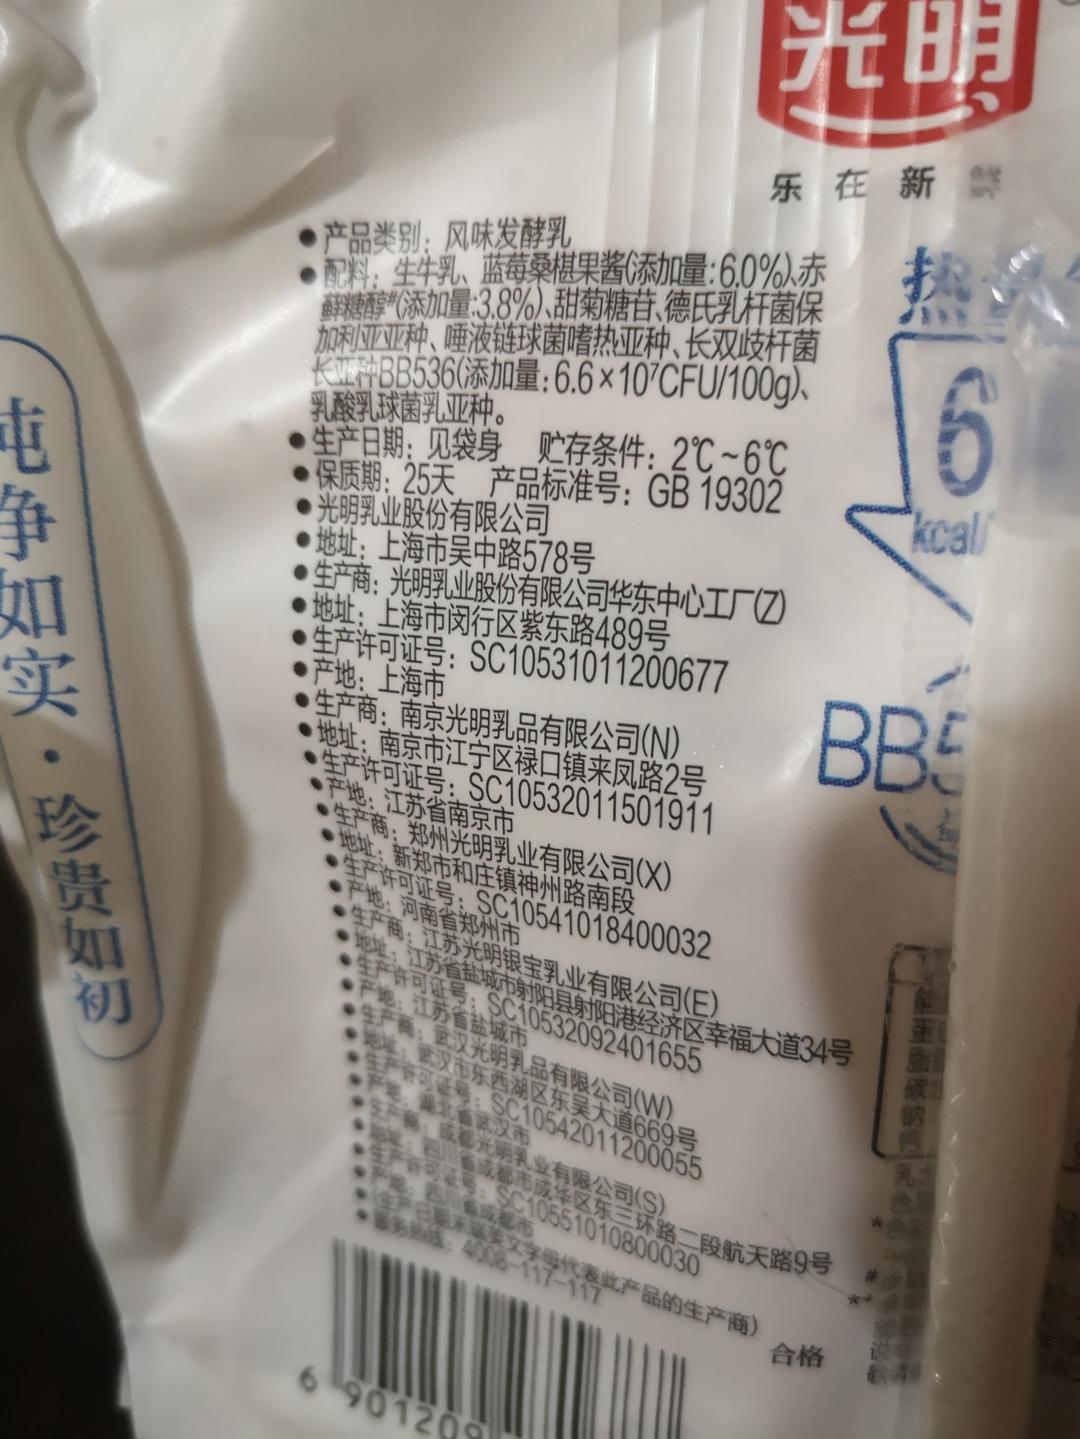 光明
乐在新鲜
纯净如实·珍贵如初
●产品类别：风味发酵乳
●配料：生牛乳、蓝莓桑椹果酱(添加量:6.0%)、赤
藓糖醇#(添加量:3.8%)、甜菊糖苷、德氏乳杆菌保
加利亚亚种、唾液链球菌嗜热亚种、长双歧杆菌
长亚种BB536(添加量:6.6×10⁷CFU/100g)、
乳酸乳球菌乳亚种。
●生产日期：见袋身 贮存条件：2℃~6℃
●保质期：25天 产品标准号：GB 19302
●光明乳业股份有限公司
●地址：上海市吴中路578号
●生产商：光明乳业股份有限公司华东中心工厂(Z)
●地址：上海市闵行区紫东路489号
●生产许可证号：SC10531011200677
●产地：上海市
●生产商：南京光明乳品有限公司(N)
●地址：南京市江宁区禄口镇来凤路2号
●生产许可证号：SC10532011501911
●产地：江苏省南京市
●生产商：郑州光明乳业有限公司(X)
●地址：新郑市和庄镇神州路南段
●生产许可证号：SC10541018400032
●产地：河南省郑州市
●生产商：江苏光明银宝乳业有限公司(E)
●地址：江苏省盐城市射阳县射阳港经济区幸福大道34号
●生产许可证号：SC10532092401655
●产地：江苏省盐城市
●生产商：武汉光明乳品有限公司(W)
●地址：武汉市东西湖区东吴大道669号
●生产许可证号：SC10542011200055
●产地：湖北省武汉市
●生产商：成都光明乳业有限公司(S)
●地址：四川省成都市成华区东三环路二段航天路9号
●生产许可证号：SC10551010800030
●产地：四川省成都市
●(生产日期末端英文字母代表此产品的生产商)
●服务热线：4008-117-117
合格
6 901209
热
6
kcal/
BB5